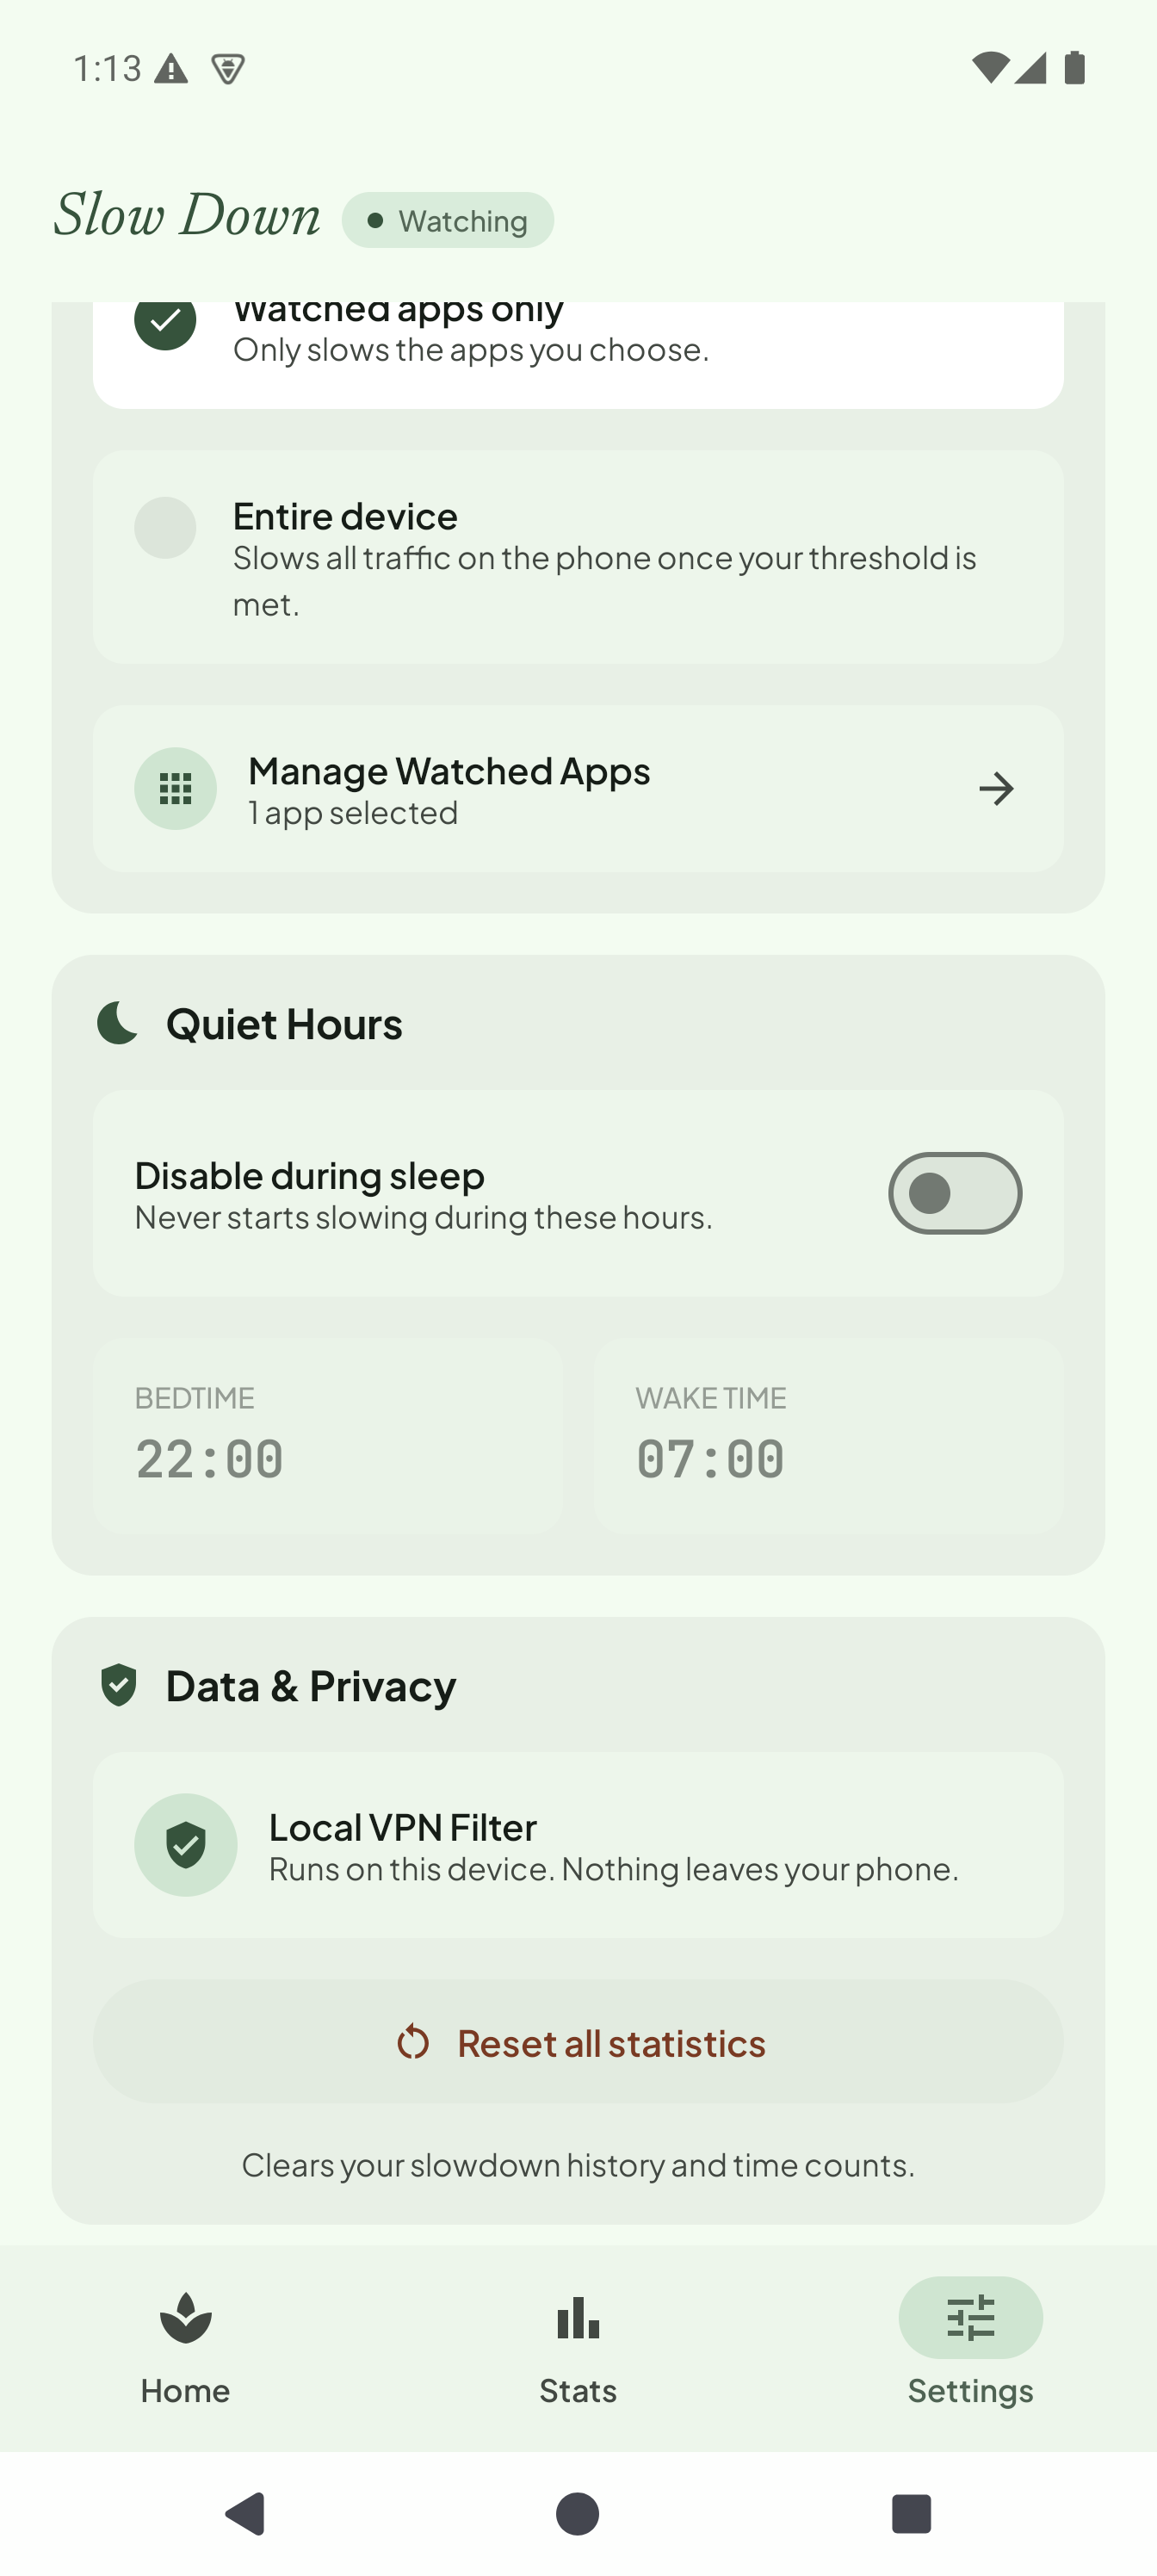 1:13
Slow Down
Watching
Watched apps only
Only slows the apps you choose.
Entire device
Slows all traffic on the phone once your threshold is
met.
Manage Watched Apps
1 app selected
Quiet Hours
Disable during sleep
Never starts slowing during these hours.
BEDTIME
22:00
WAKE TIME
07:00
Data & Privacy
Local VPN Filter
Runs on this device. Nothing leaves your phone.
Reset all statistics
Clears your slowdown history and time counts.
Home
Stats
Settings